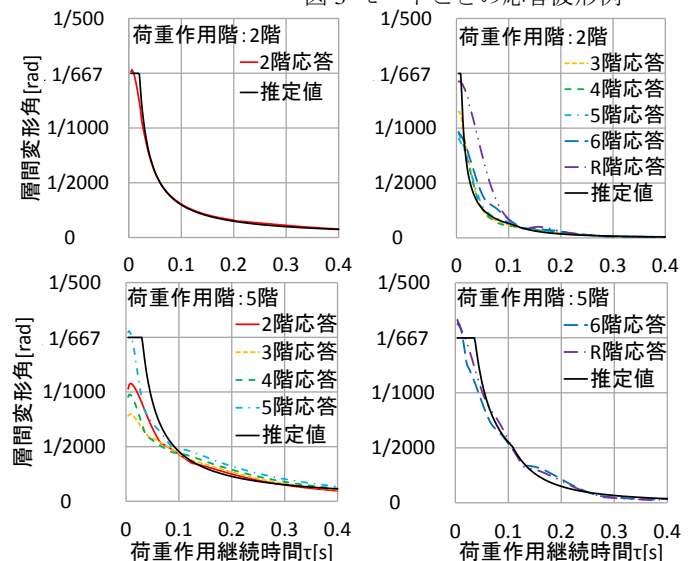 1/500
1/667
1/1000
1/2000
0
層間変形角[rad]
荷重作用階:2階
2階応答
推定値
0
0.1
0.2
0.3
0.4
1/500
1/667
1/1000
1/2000
0
荷重作用階:2階
3階応答
4階応答
5階応答
6階応答
R階応答
推定値
0
0.1
0.2
0.3
0.4
1/500
1/667
1/1000
1/2000
0
層間変形角[rad]
荷重作用階:5階
2階応答
3階応答
4階応答
5階応答
推定値
0
0.1
0.2
0.3
0.4
荷重作用継続時間τ[s]
1/500
1/667
1/1000
1/2000
0
荷重作用階:5階
6階応答
R階応答
推定値
0
0.1
0.2
0.3
0.4
荷重作用継続時間τ[s]